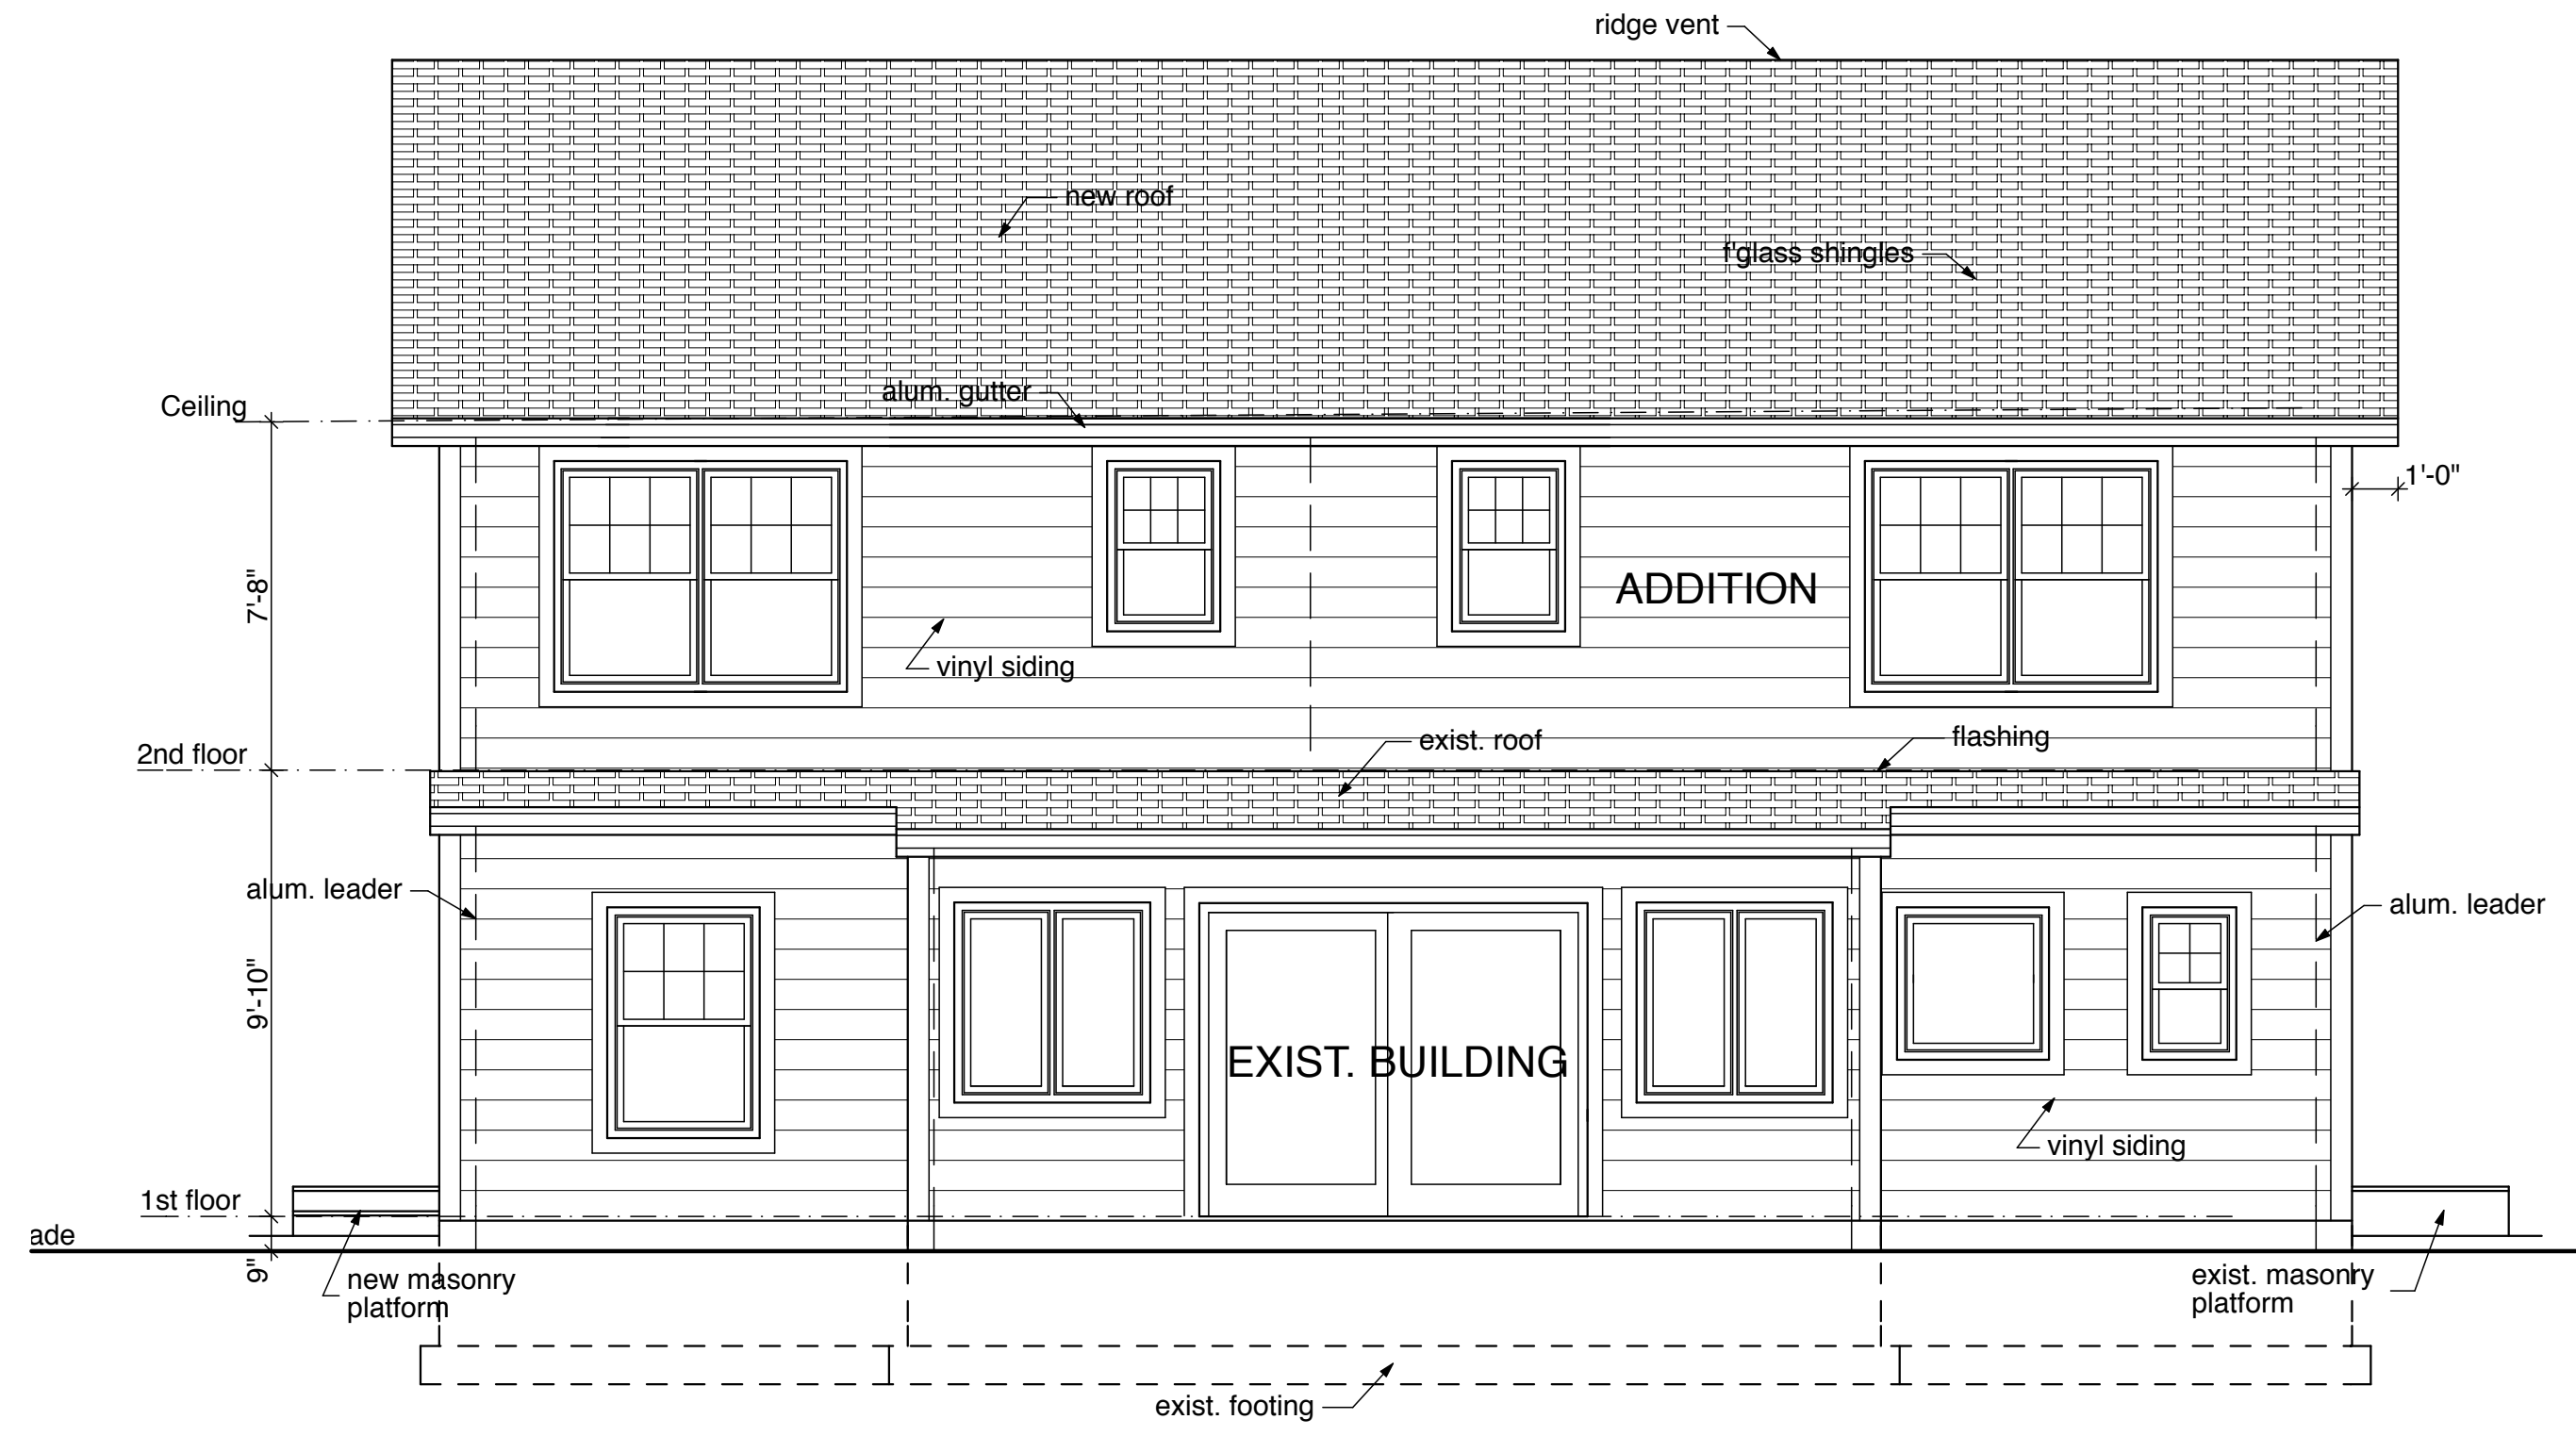 ridge vent
new roof
f'glass shingles
alum. gutter
Ceiling
1'-0"
7'-8"
ADDITION
vinyl siding
2nd floor
exist. roof
flashing
alum. leader
alum. leader
9'-10"
EXIST. BUILDING
vinyl siding
1st floor
ade
9"
new masonry
platform
exist. masonry
platform
exist. footing